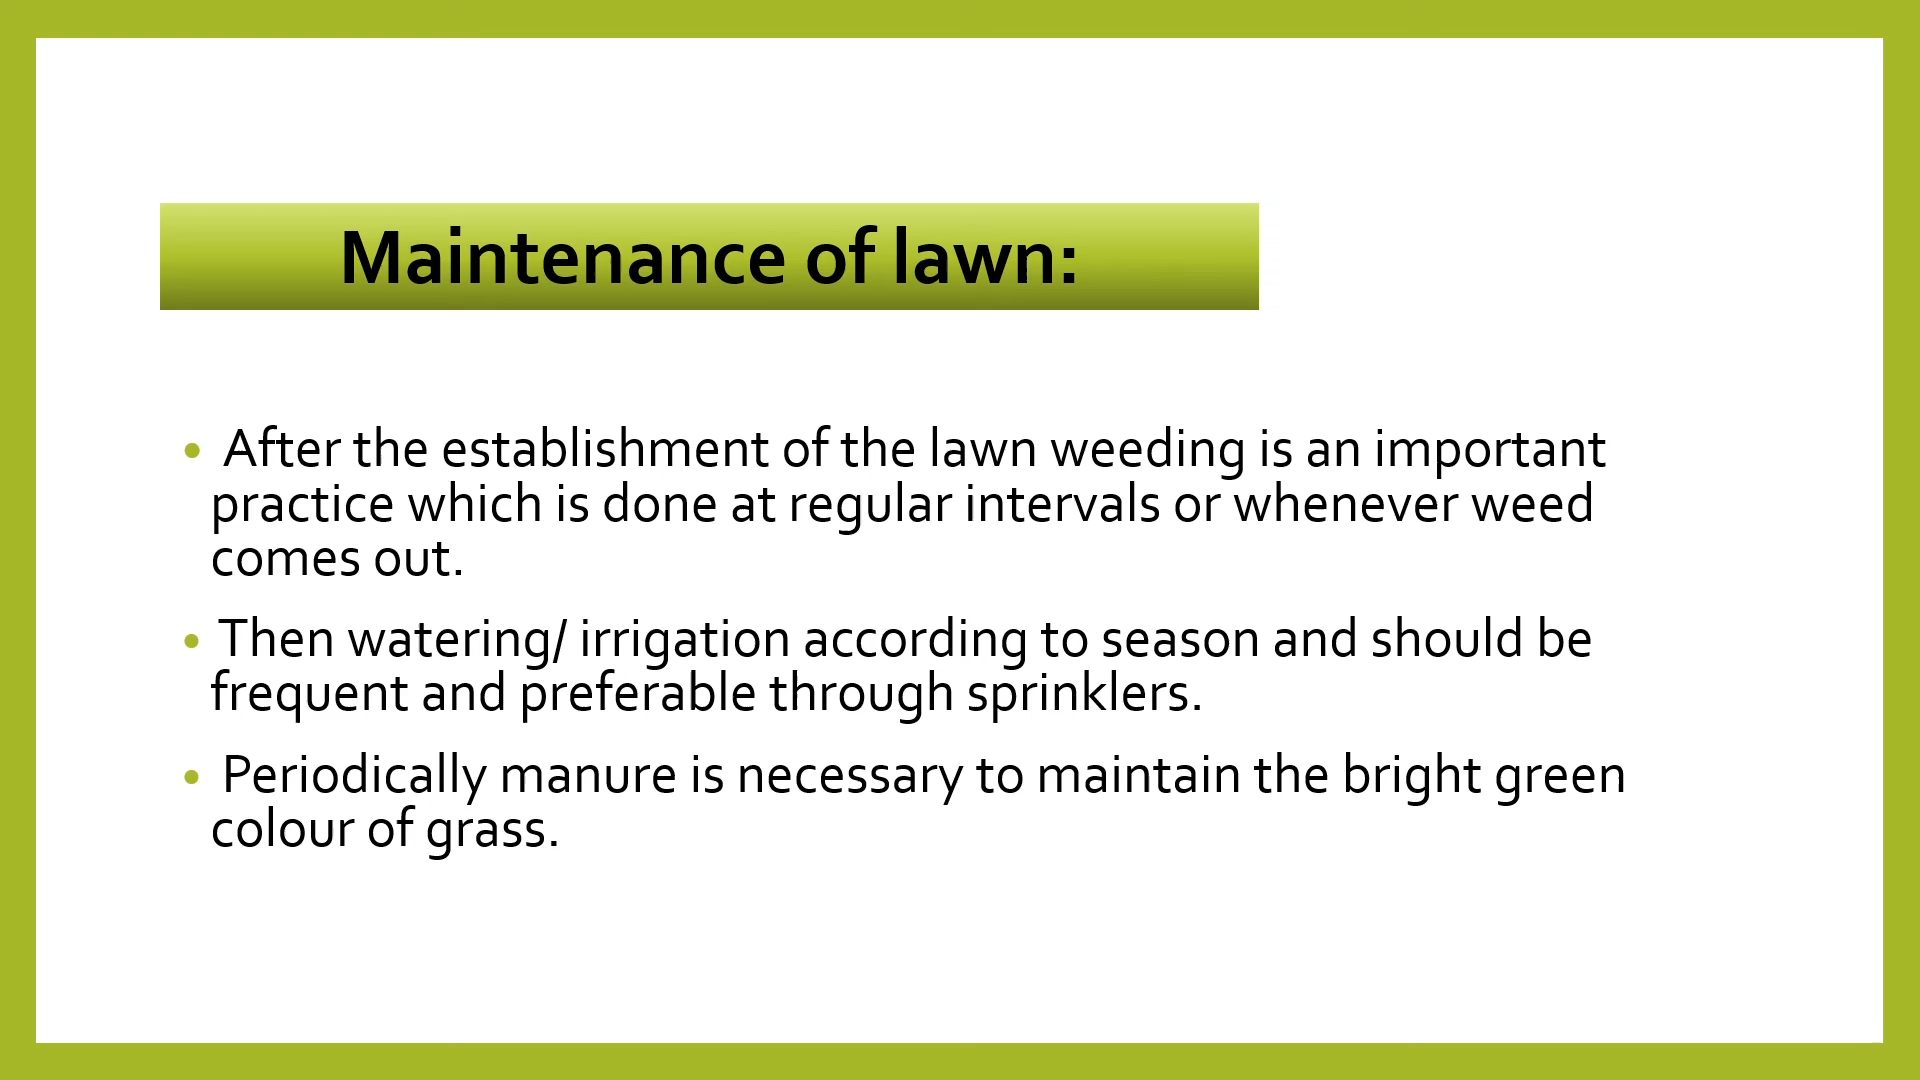 Maintenance of lawn:
• After the establishment of the lawn weeding is an important
practice which is done at regular intervals or whenever weed
comes out.
• Then watering/ irrigation according to season and should be
frequent and preferable through sprinklers.
• Periodically manure is necessary to maintain the bright green
colour of grass.